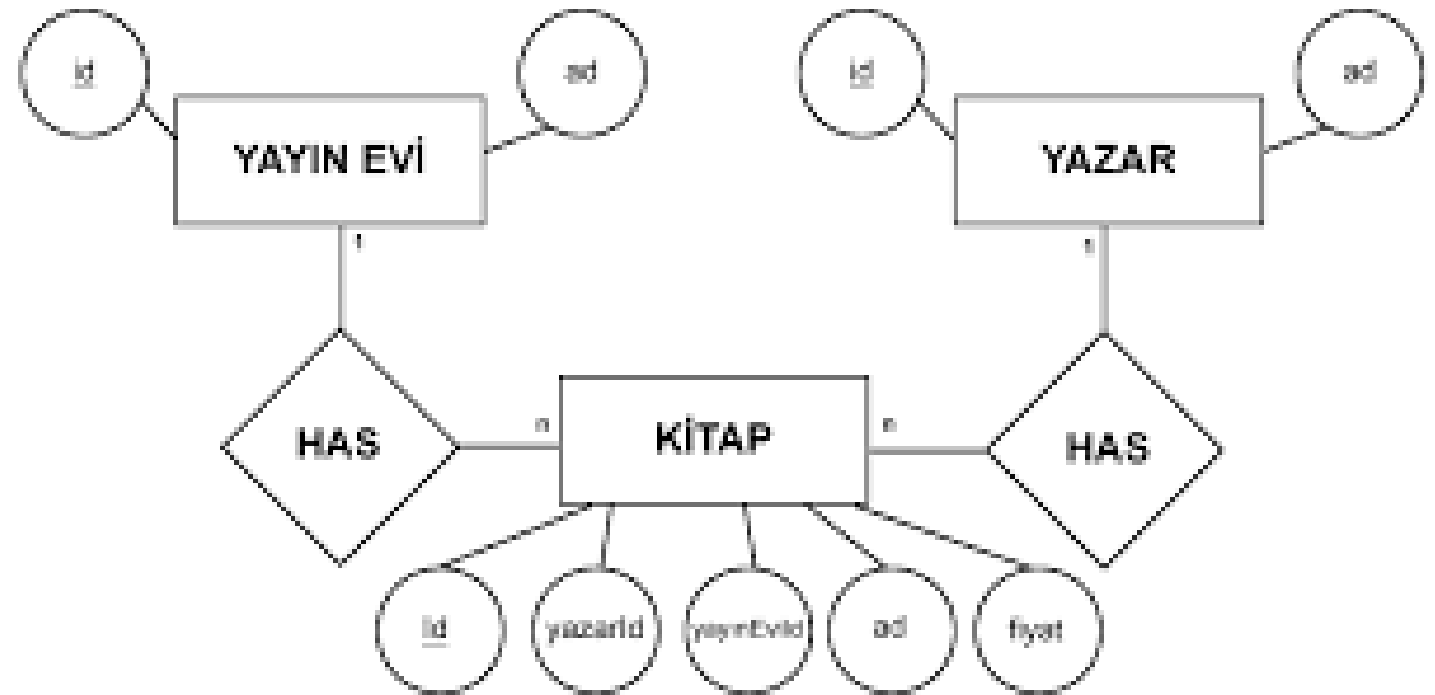 id
ad
YAYIN EVİ
id
ad
YAZAR
1
1
HAS
n
KİTAP
n
HAS
id
yazarId
yayinEviId
ad
fiyat